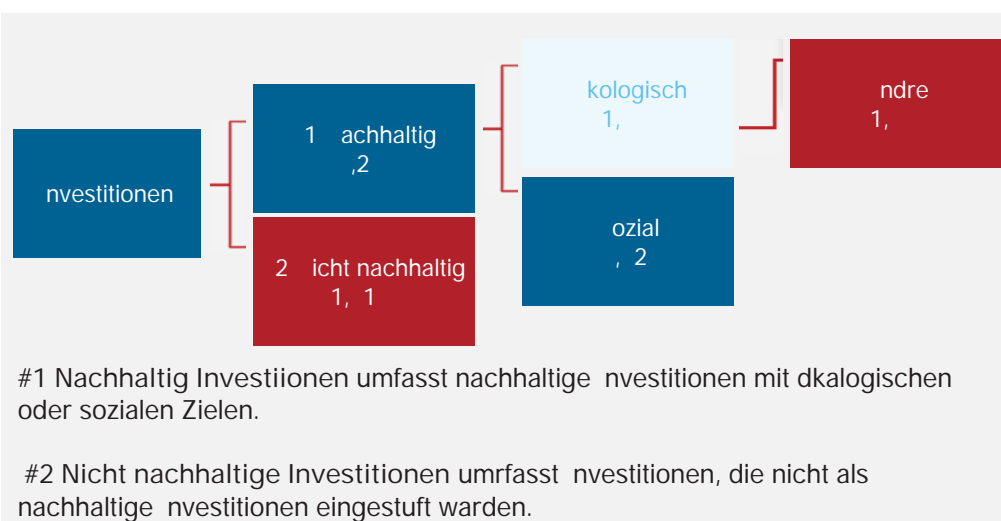 nvestitionen
1 achhaltig
,2
2 icht nachhaltig
1, 1
kologisch
1,
ozial
, 2
ndre
1,
#1 Nachhaltig Investiionen umfasst nachhaltige nvestitionen mit dkalogischen
oder sozialen Zielen.
#2 Nicht nachhaltige Investitionen umrfasst nvestitionen, die nicht als
nachhaltige nvestitionen eingestuft warden.